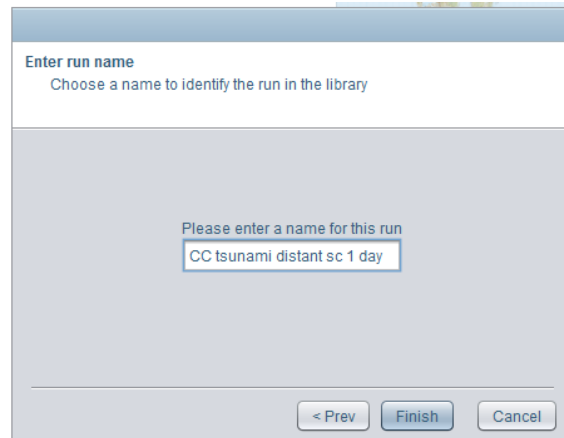 Enter run name
Choose a name to identify the run in the library
Please enter a name for this run
CC tsunami distant sc 1 day
< Prev Finish Cancel